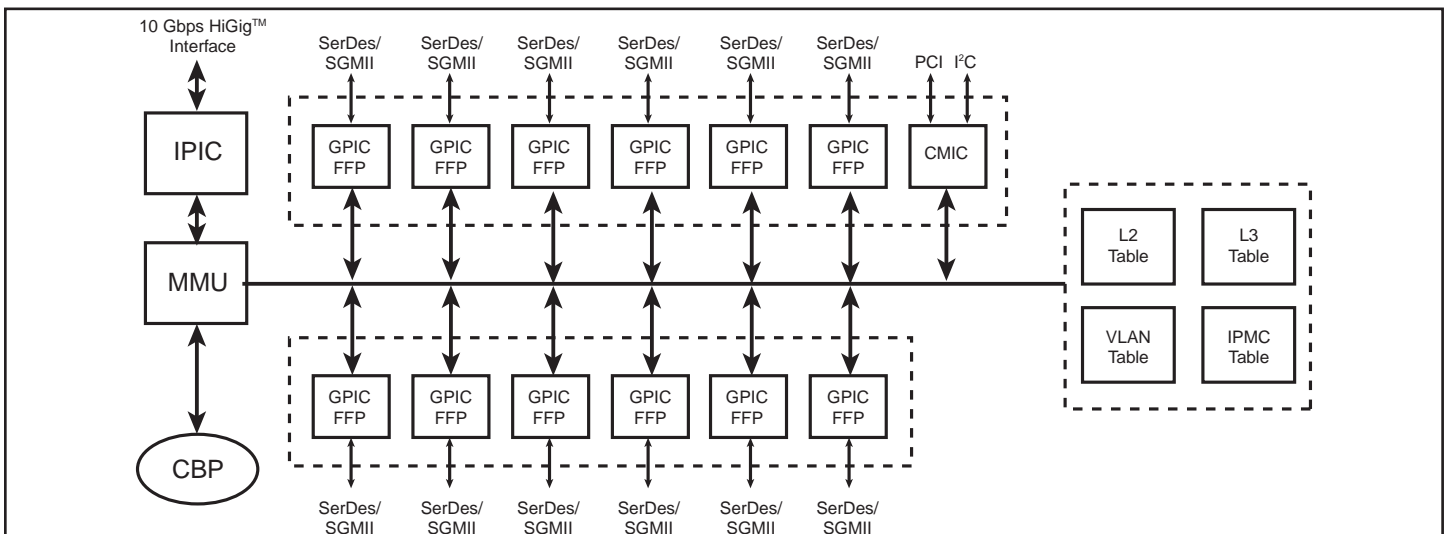 10 Gbps HiGig™
Interface
SerDes/
SGMII
SerDes/
SGMII
SerDes/
SGMII
SerDes/
SGMII
SerDes/
SGMII
SerDes/
SGMII
PCI I²C
IPIC
GPIC
FFP
GPIC
FFP
GPIC
FFP
GPIC
FFP
GPIC
FFP
GPIC
FFP
CMIC
MMU
L2
Table
L3
Table
VLAN
Table
IPMC
Table
GPIC
FFP
GPIC
FFP
GPIC
FFP
GPIC
FFP
GPIC
FFP
GPIC
FFP
CBP
SerDes/
SGMII
SerDes/
SGMII
SerDes/
SGMII
SerDes/
SGMII
SerDes/
SGMII
SerDes/
SGMII